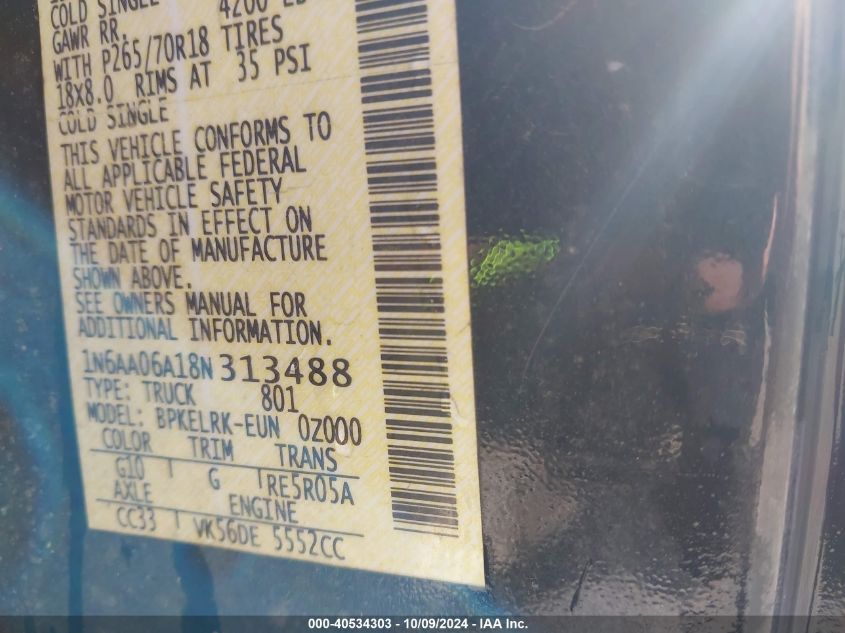 COLD SINGLE 4200 LB
GAWR RR.
WITH P265/70R18 TIRES
18x8.0 RIMS AT 35 PSI
COLD SINGLE
THIS VEHICLE CONFORMS TO
ALL APPLICABLE FEDERAL
MOTOR VEHICLE SAFETY
STANDARDS IN EFFECT ON
THE DATE OF MANUFACTURE
SHOWN ABOVE.
SEE OWNERS MANUAL FOR
ADDITIONAL INFORMATION.
1N6AA06A18N313488
TYPE: TRUCK 801
MODEL: BPKELRK-EUN 0Z000
COLOR TRIM TRANS
G10 G RE5R05A
AXLE ENGINE
CC33 VK56DE 5552CC
000-40534303 - 10/09/2024 - IAA Inc.